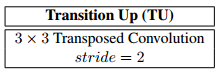 Transition Up (TU)
3 × 3 Transposed Convolution
stride = 2